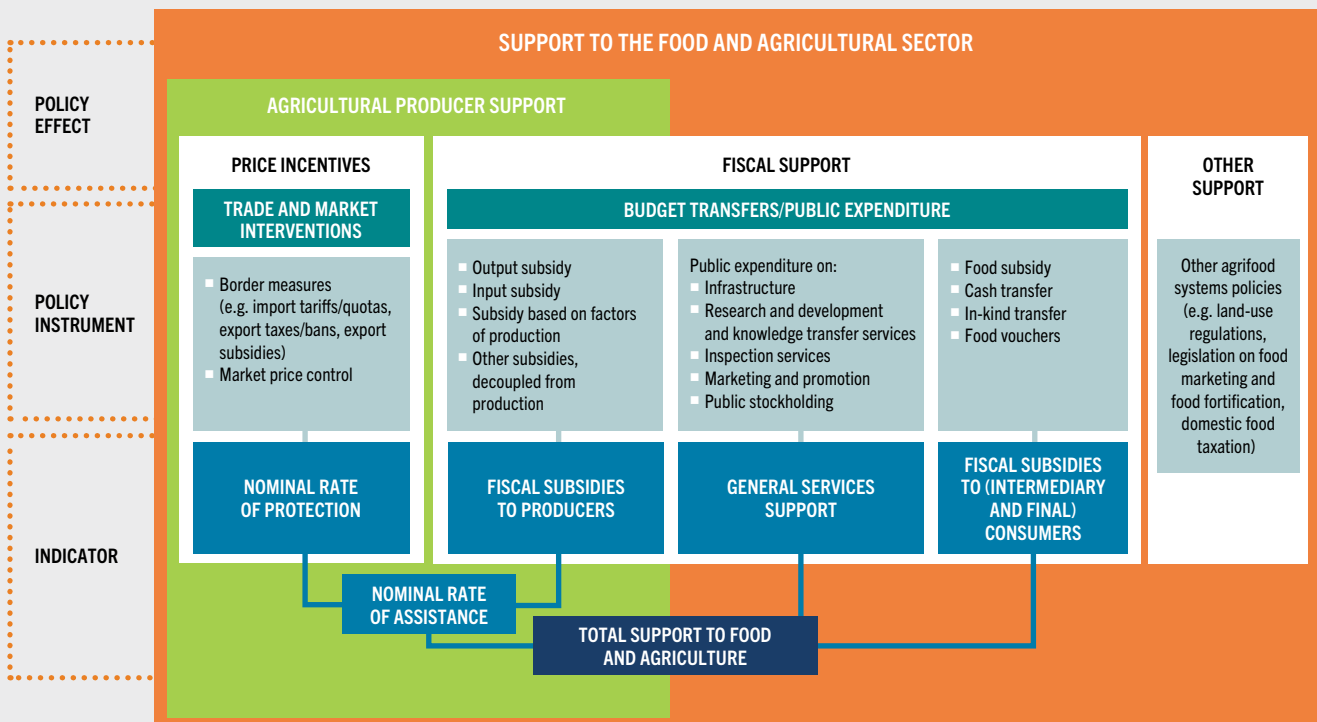 SUPPORT TO THE FOOD AND AGRICULTURAL SECTOR
POLICY
EFFECT
AGRICULTURAL PRODUCER SUPPORT
PRICE INCENTIVES
FISCAL SUPPORT
OTHER
SUPPORT
POLICY
INSTRUMENT
TRADE AND MARKET
INTERVENTIONS
BUDGET TRANSFERS/PUBLIC EXPENDITURE
Border measures
(e.g. import tariffs/quotas,
export taxes/bans, export
subsidies)
Market price control
Output subsidy
Input subsidy
Subsidy based on factors
of production
Other subsidies,
decoupled from
production
Public expenditure on:
Infrastructure
Research and development
and knowledge transfer services
Inspection services
Marketing and promotion
Public stockholding
Food subsidy
Cash transfer
In-kind transfer
Food vouchers
Other agrifood
systems policies
(e.g. land-use
regulations,
legislation on food
marketing and
food fortification,
domestic food
taxation)
INDICATOR
NOMINAL RATE
OF PROTECTION
FISCAL SUBSIDIES
TO PRODUCERS
GENERAL SERVICES
SUPPORT
FISCAL SUBSIDIES
TO (INTERMEDIARY
AND FINAL)
CONSUMERS
NOMINAL RATE
OF ASSISTANCE
TOTAL SUPPORT TO FOOD
AND AGRICULTURE